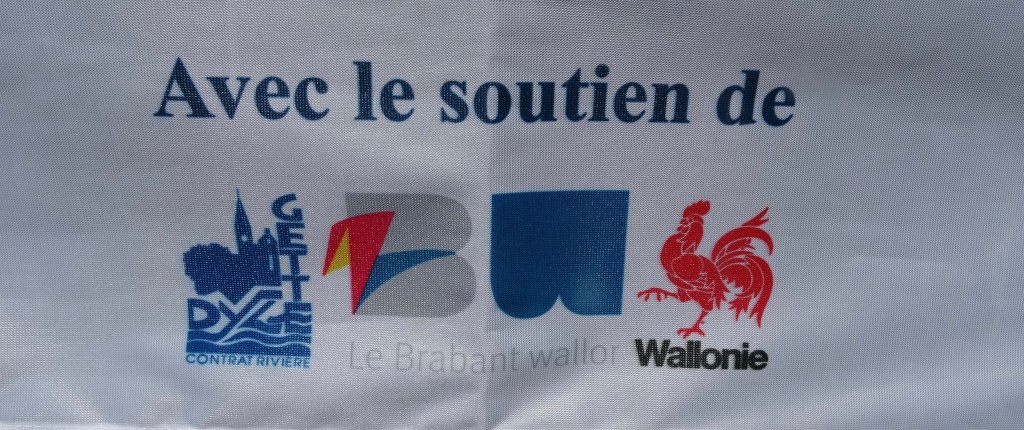 Avec le soutien de
GETTE
DYLE
CONTRAT RIVIERE
Le Brabant wallon
Wallonie